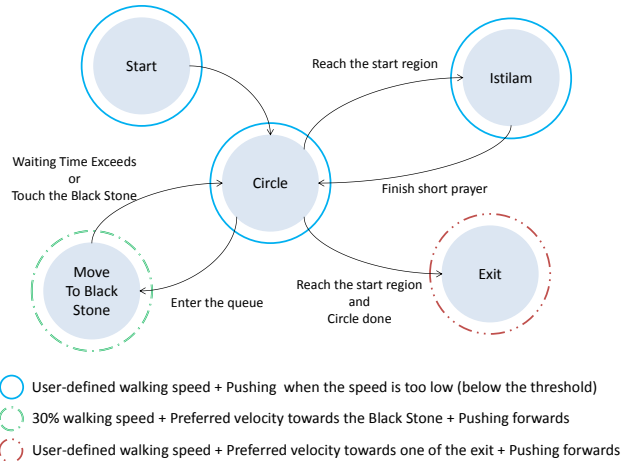 Start
Reach the start region
Istilam
Waiting Time Exceeds
or
Touch the Black Stone
Circle
Finish short prayer
Move
To Black
Stone
Enter the queue
Reach the start region
and
Circle done
Exit
User-defined walking speed + Pushing when the speed is too low (below the threshold)
30% walking speed + Preferred velocity towards the Black Stone + Pushing forwards
User-defined walking speed + Preferred velocity towards one of the exit + Pushing forwards